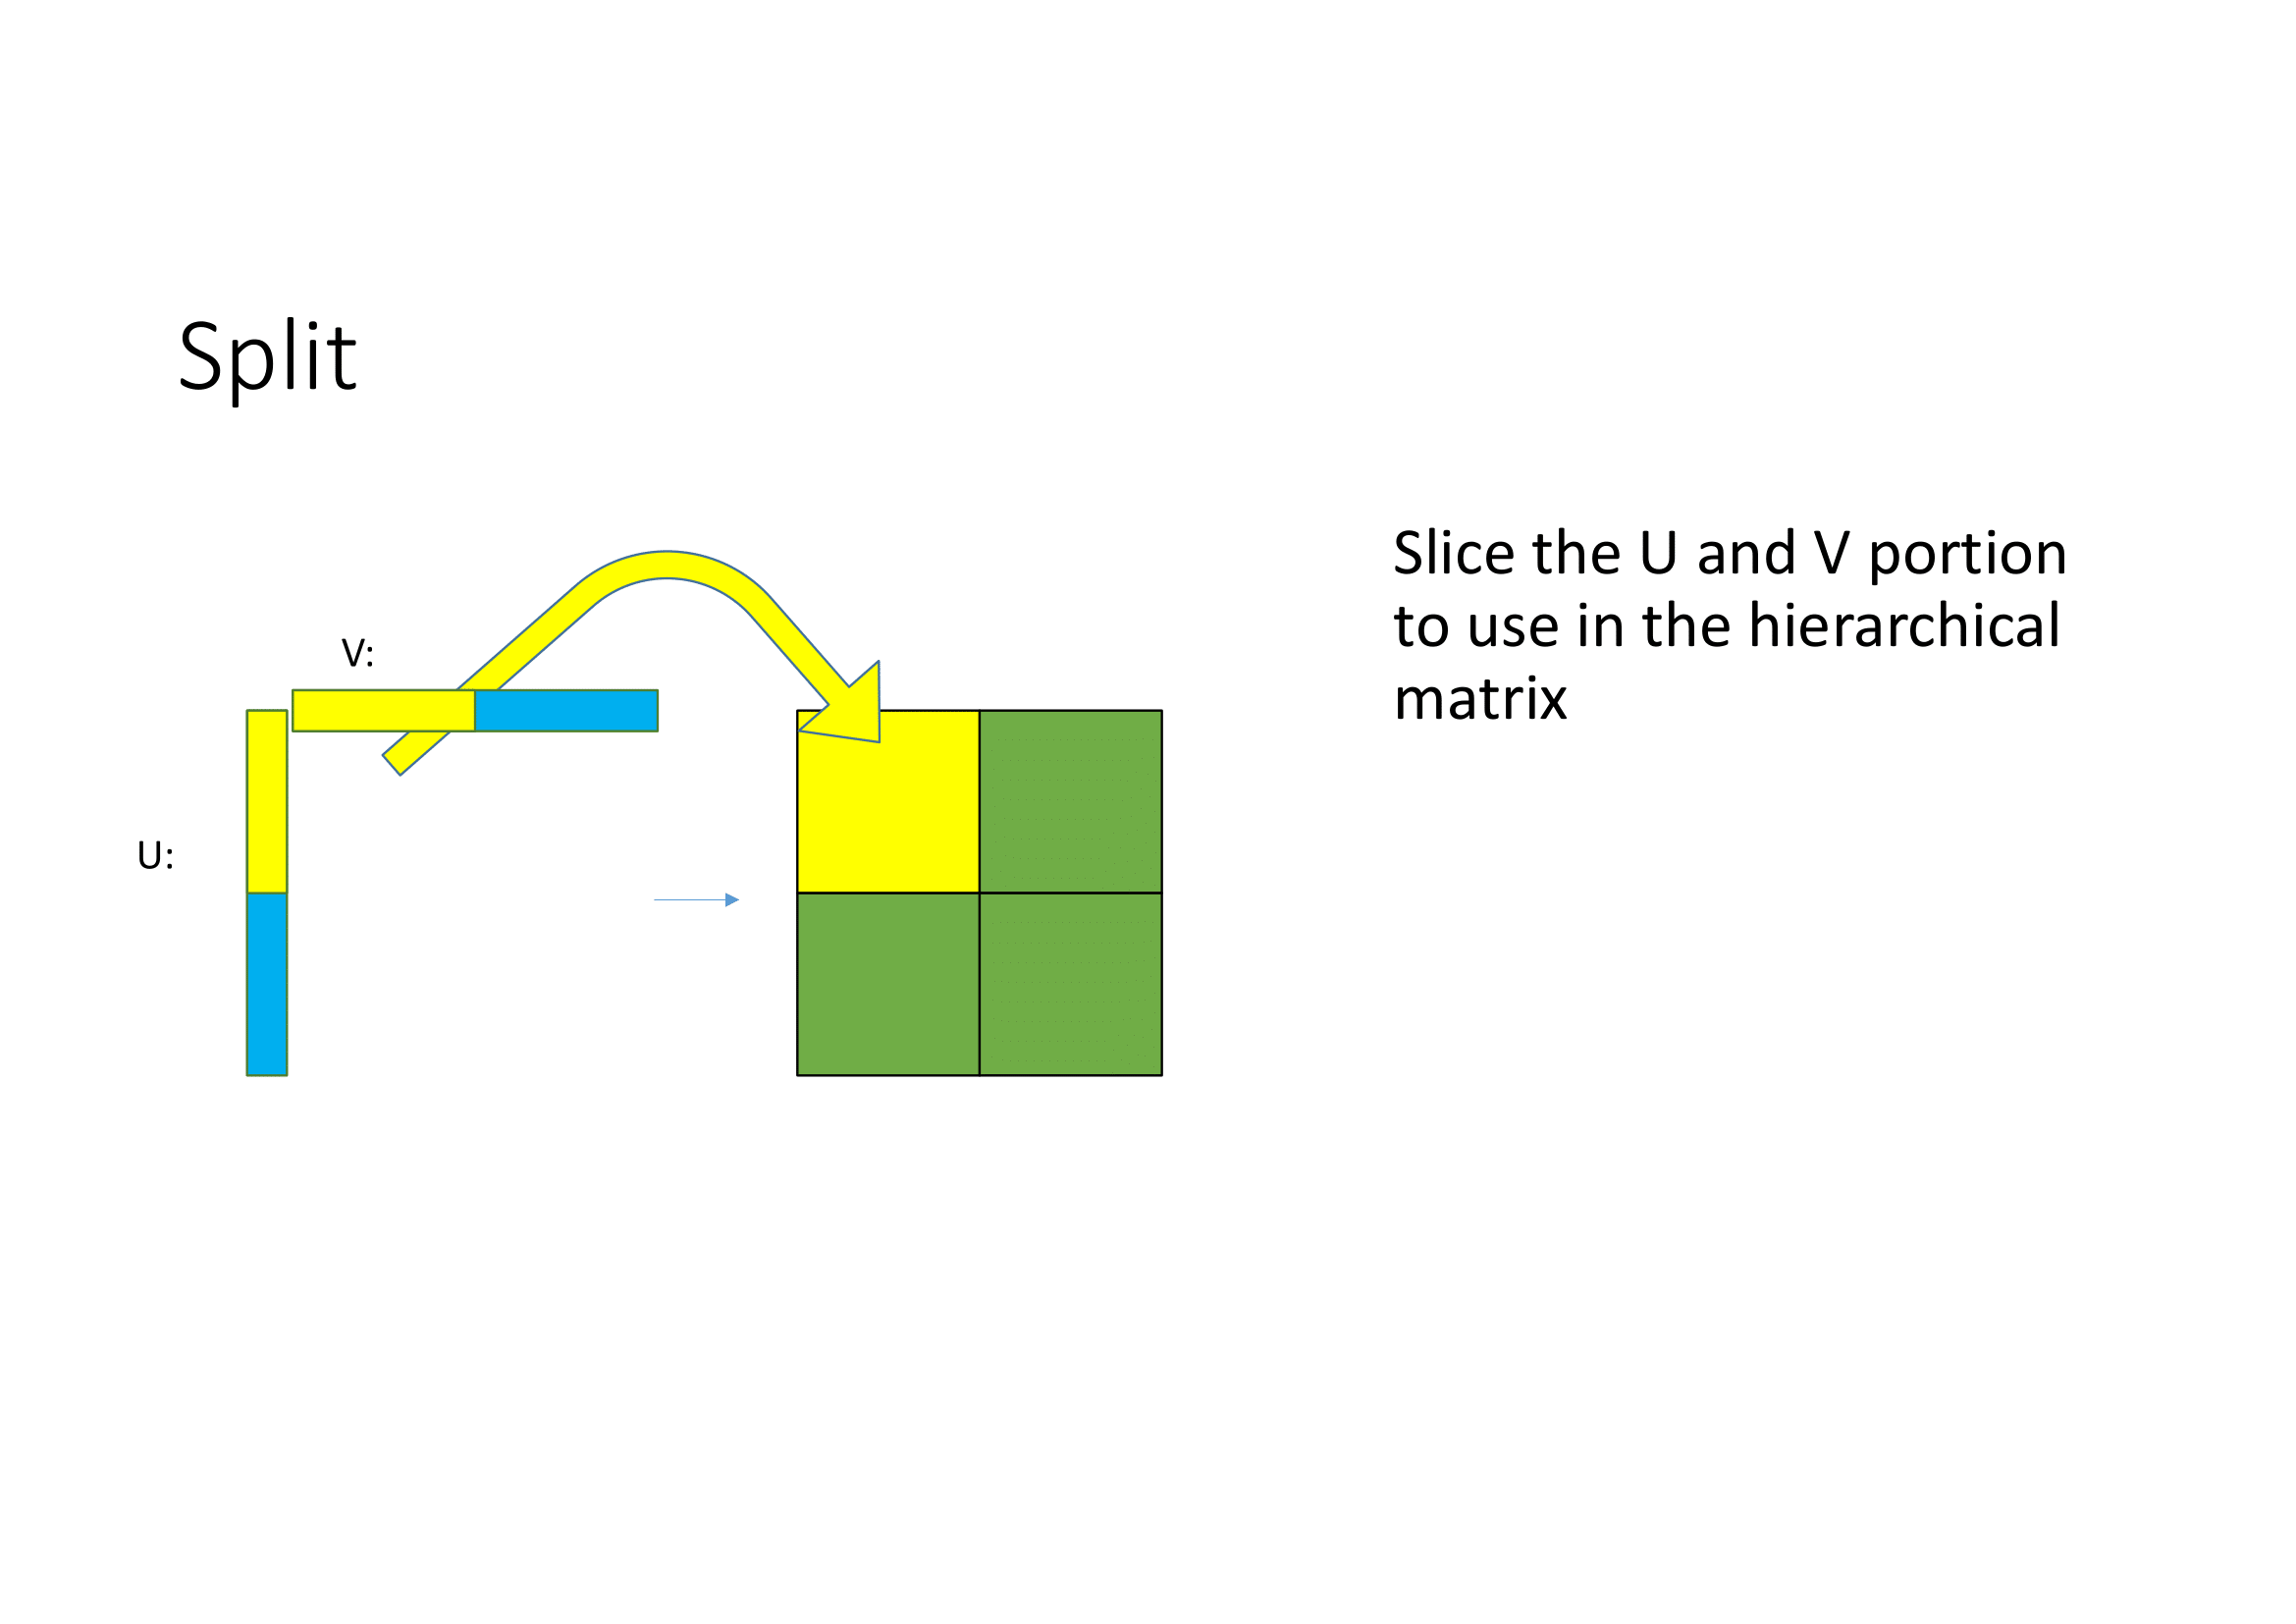 Split
Slice the U and V portion
to use in the hierarchical
matrix
V:
U: